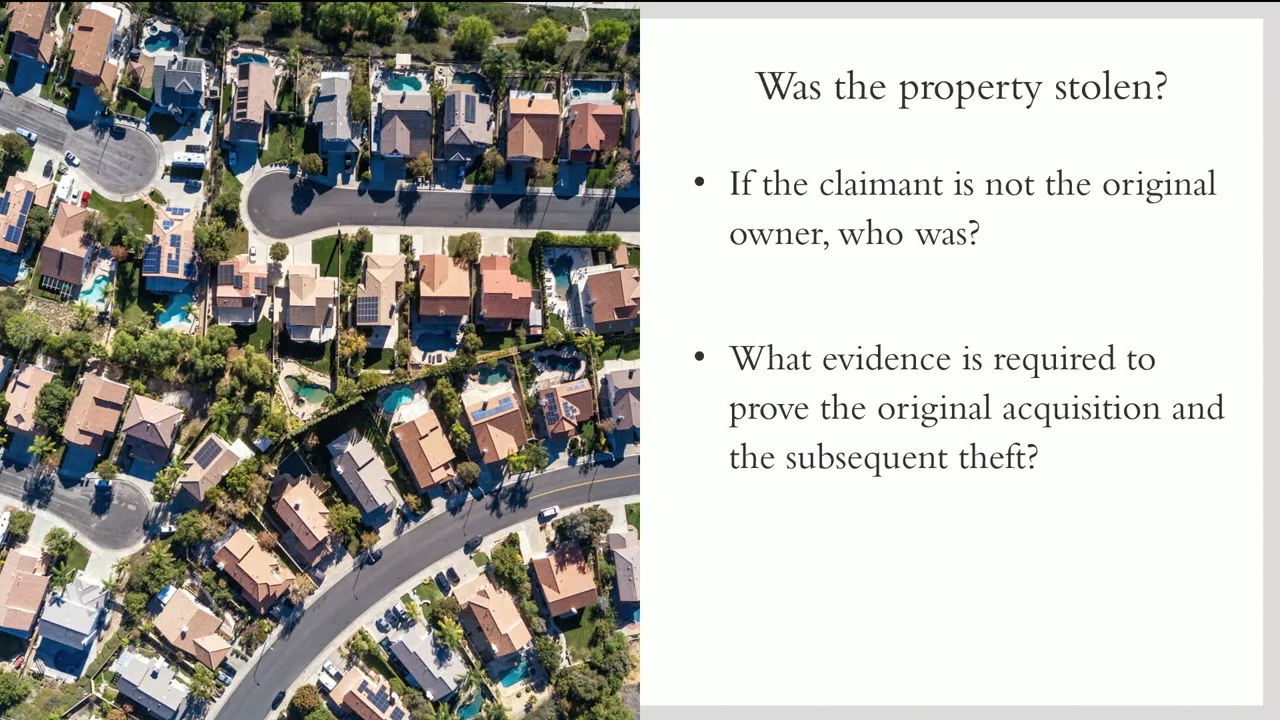 Was the property stolen?
• If the claimant is not the original
owner, who was?
• What evidence is required to
prove the original acquisition and
the subsequent theft?